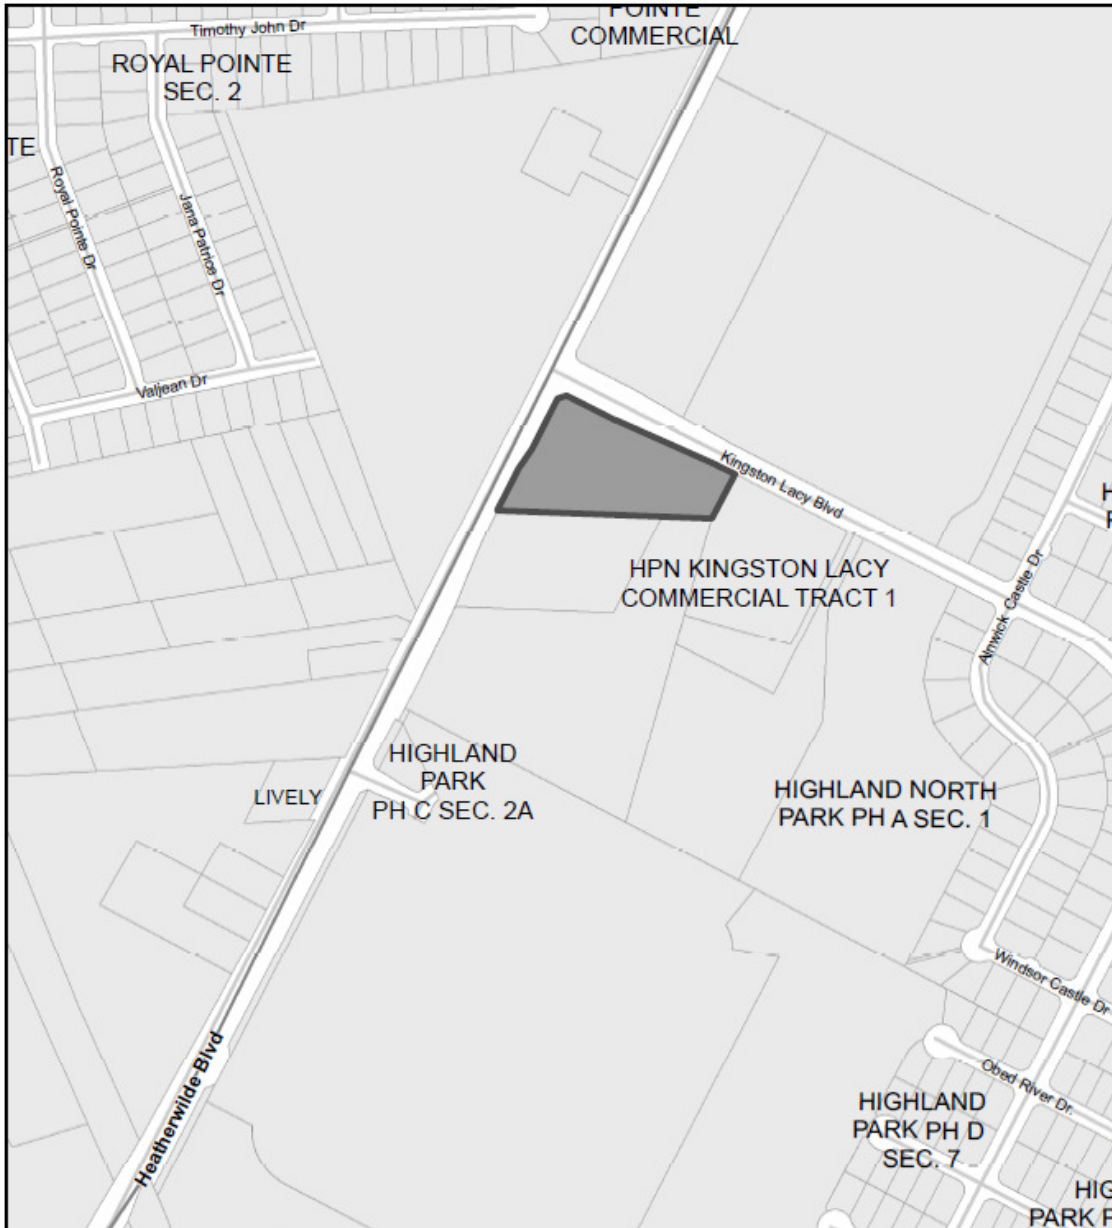 POINTE
COMMERCIAL
Timothy John Dr
ROYAL POINTE
SEC. 2
TE
Royal Pointe Dr
Jana Patrice Dr
Valjean Dr
Kingston Lacy Blvd
H
HPN KINGSTON LACY
COMMERCIAL TRACT 1
Alnwick Castle Dr
HIGHLAND
PARK
PH C SEC. 2A
LIVELY
HIGHLAND NORTH
PARK PH A SEC. 1
Windsor Castle Dr
Heatherwilde Blvd
Obed River Dr.
HIGHLAND
PARK PH D
SEC. 7
HIG
PARK P